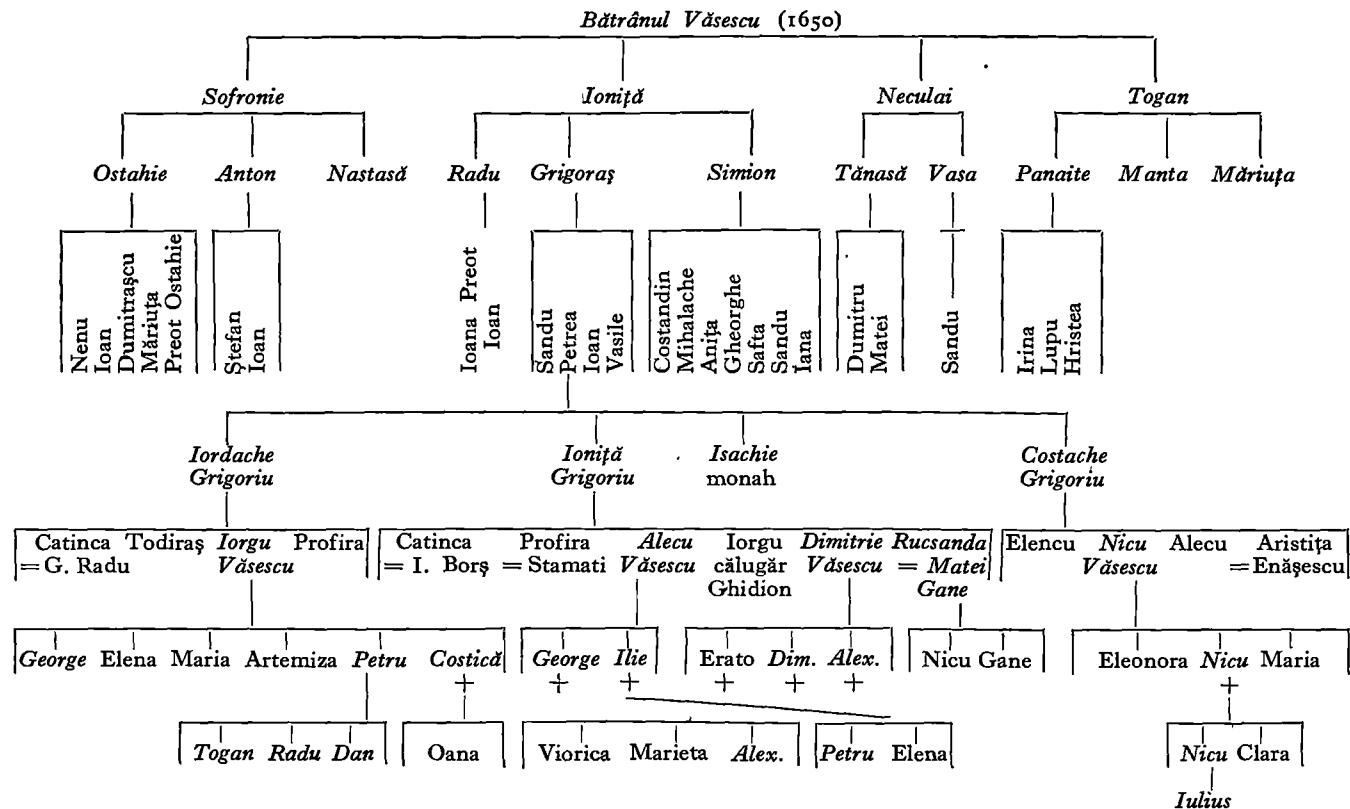 Bătrânul Văsescu (1650)
Sofronie Ioniță Neculai Togan
Ostahie Anton Nastasă Radu Grigoraș Simion Tănasă Vasa Panaite Manta Măriuța
Nenu
Ioan
Dumitrașcu
Măriuța
Preot Ostahie
Ștefan
Ioan
Ioana Preot
Ioan
Sandu
Petrea
Ioan
Vasile
Costandin
Mihalache
Anița
Gheorghe
Safta
Sandu
Iana
Dumitru
Matei
Sandu
Irina
Lupu
Hristea
Iordache Ioniță Isachie Costache
Grigoriu Grigoriu monah Grigoriu
Catinca Todiraș Iorgu Profira Catinca Profira Alecu Iorgu Dimitrie Rucsanda Elencu Nicu Alecu Aristița
= G. Radu Văsescu = I. Borș = Stamati Văsescu călugăr Văsescu = Matei Văsescu = Enășescu
Ghidion Gane
George Elena Maria Artemiza Petru Costică George Ilie Erato Dim. Alex. Nicu Gane Eleonora Nicu Maria
+ + + + + + +
Togan Radu Dan Oana Viorica Marieta Alex. Petru Elena Nicu Clara
Iulius